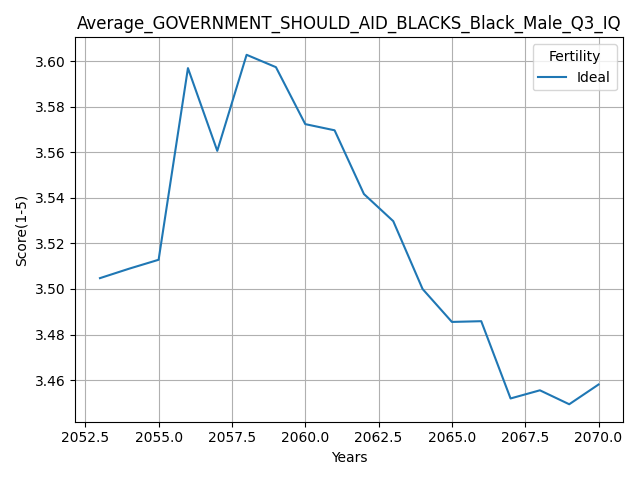 Average_GOVERNMENT_SHOULD_AID_BLACKS_Black_Male_Q3_IQ
Fertility
Ideal
3.60
3.58
3.56
3.54
3.52
3.50
3.48
3.46
Score(1-5)
2052.5 2055.0 2057.5 2060.0 2062.5 2065.0 2067.5 2070.0
Years